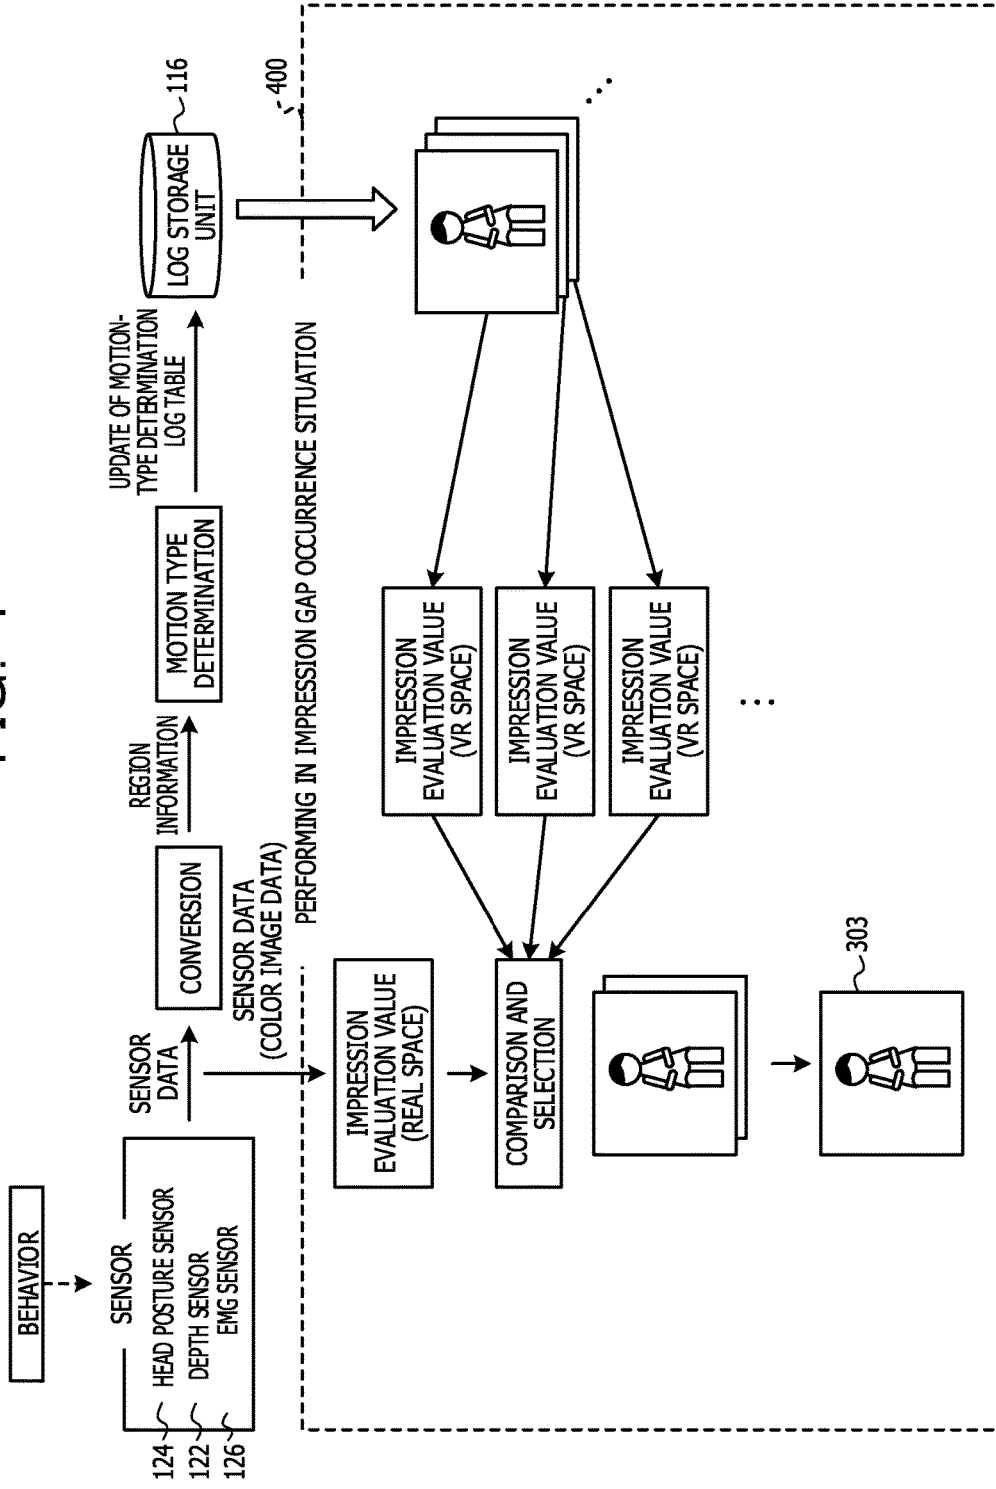 BEHAVIOR
SENSOR
124
HEAD POSTURE SENSOR
122
DEPTH SENSOR
126
EMG SENSOR
SENSOR
DATA
CONVERSION
REGION
INFORMATION
MOTION TYPE
DETERMINATION
UPDATE OF MOTION-
TYPE DETERMINATION
LOG TABLE
LOG STORAGE
UNIT
116
SENSOR DATA
(COLOR IMAGE DATA)
400
PERFORMING IN IMPRESSION GAP OCCURRENCE SITUATION
IMPRESSION
EVALUATION VALUE
(REAL SPACE)
IMPRESSION
EVALUATION VALUE
(VR SPACE)
COMPARISON AND
SELECTION
IMPRESSION
EVALUATION VALUE
(VR SPACE)
IMPRESSION
EVALUATION VALUE
(VR SPACE)
...
...
303